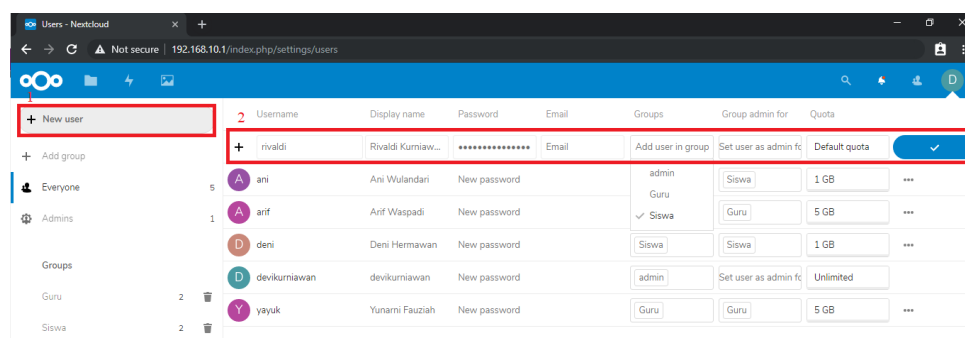 Users - Nextcloud
Not secure | 192.168.10.1/index.php/settings/users
D
1
New user
2 Username Display name Password Email Groups Group admin for Quota
rivaldi Rivaldi Kurniaw... ••••••••••••••• Email Add user in group Set user as admin fo Default quota
Add group
admin
Guru
Siswa
Everyone 5
A ani Ani Wulandari New password Siswa 1 GB
Admins 1
A arif Arif Waspadi New password Guru 5 GB
D deni Deni Hermawan New password Siswa Siswa 1 GB
Groups
D devikurniawan devikurniawan New password admin Set user as admin fo Unlimited
Guru 2
Y yayuk Yunarni Fauziah New password Guru Guru 5 GB
Siswa 2